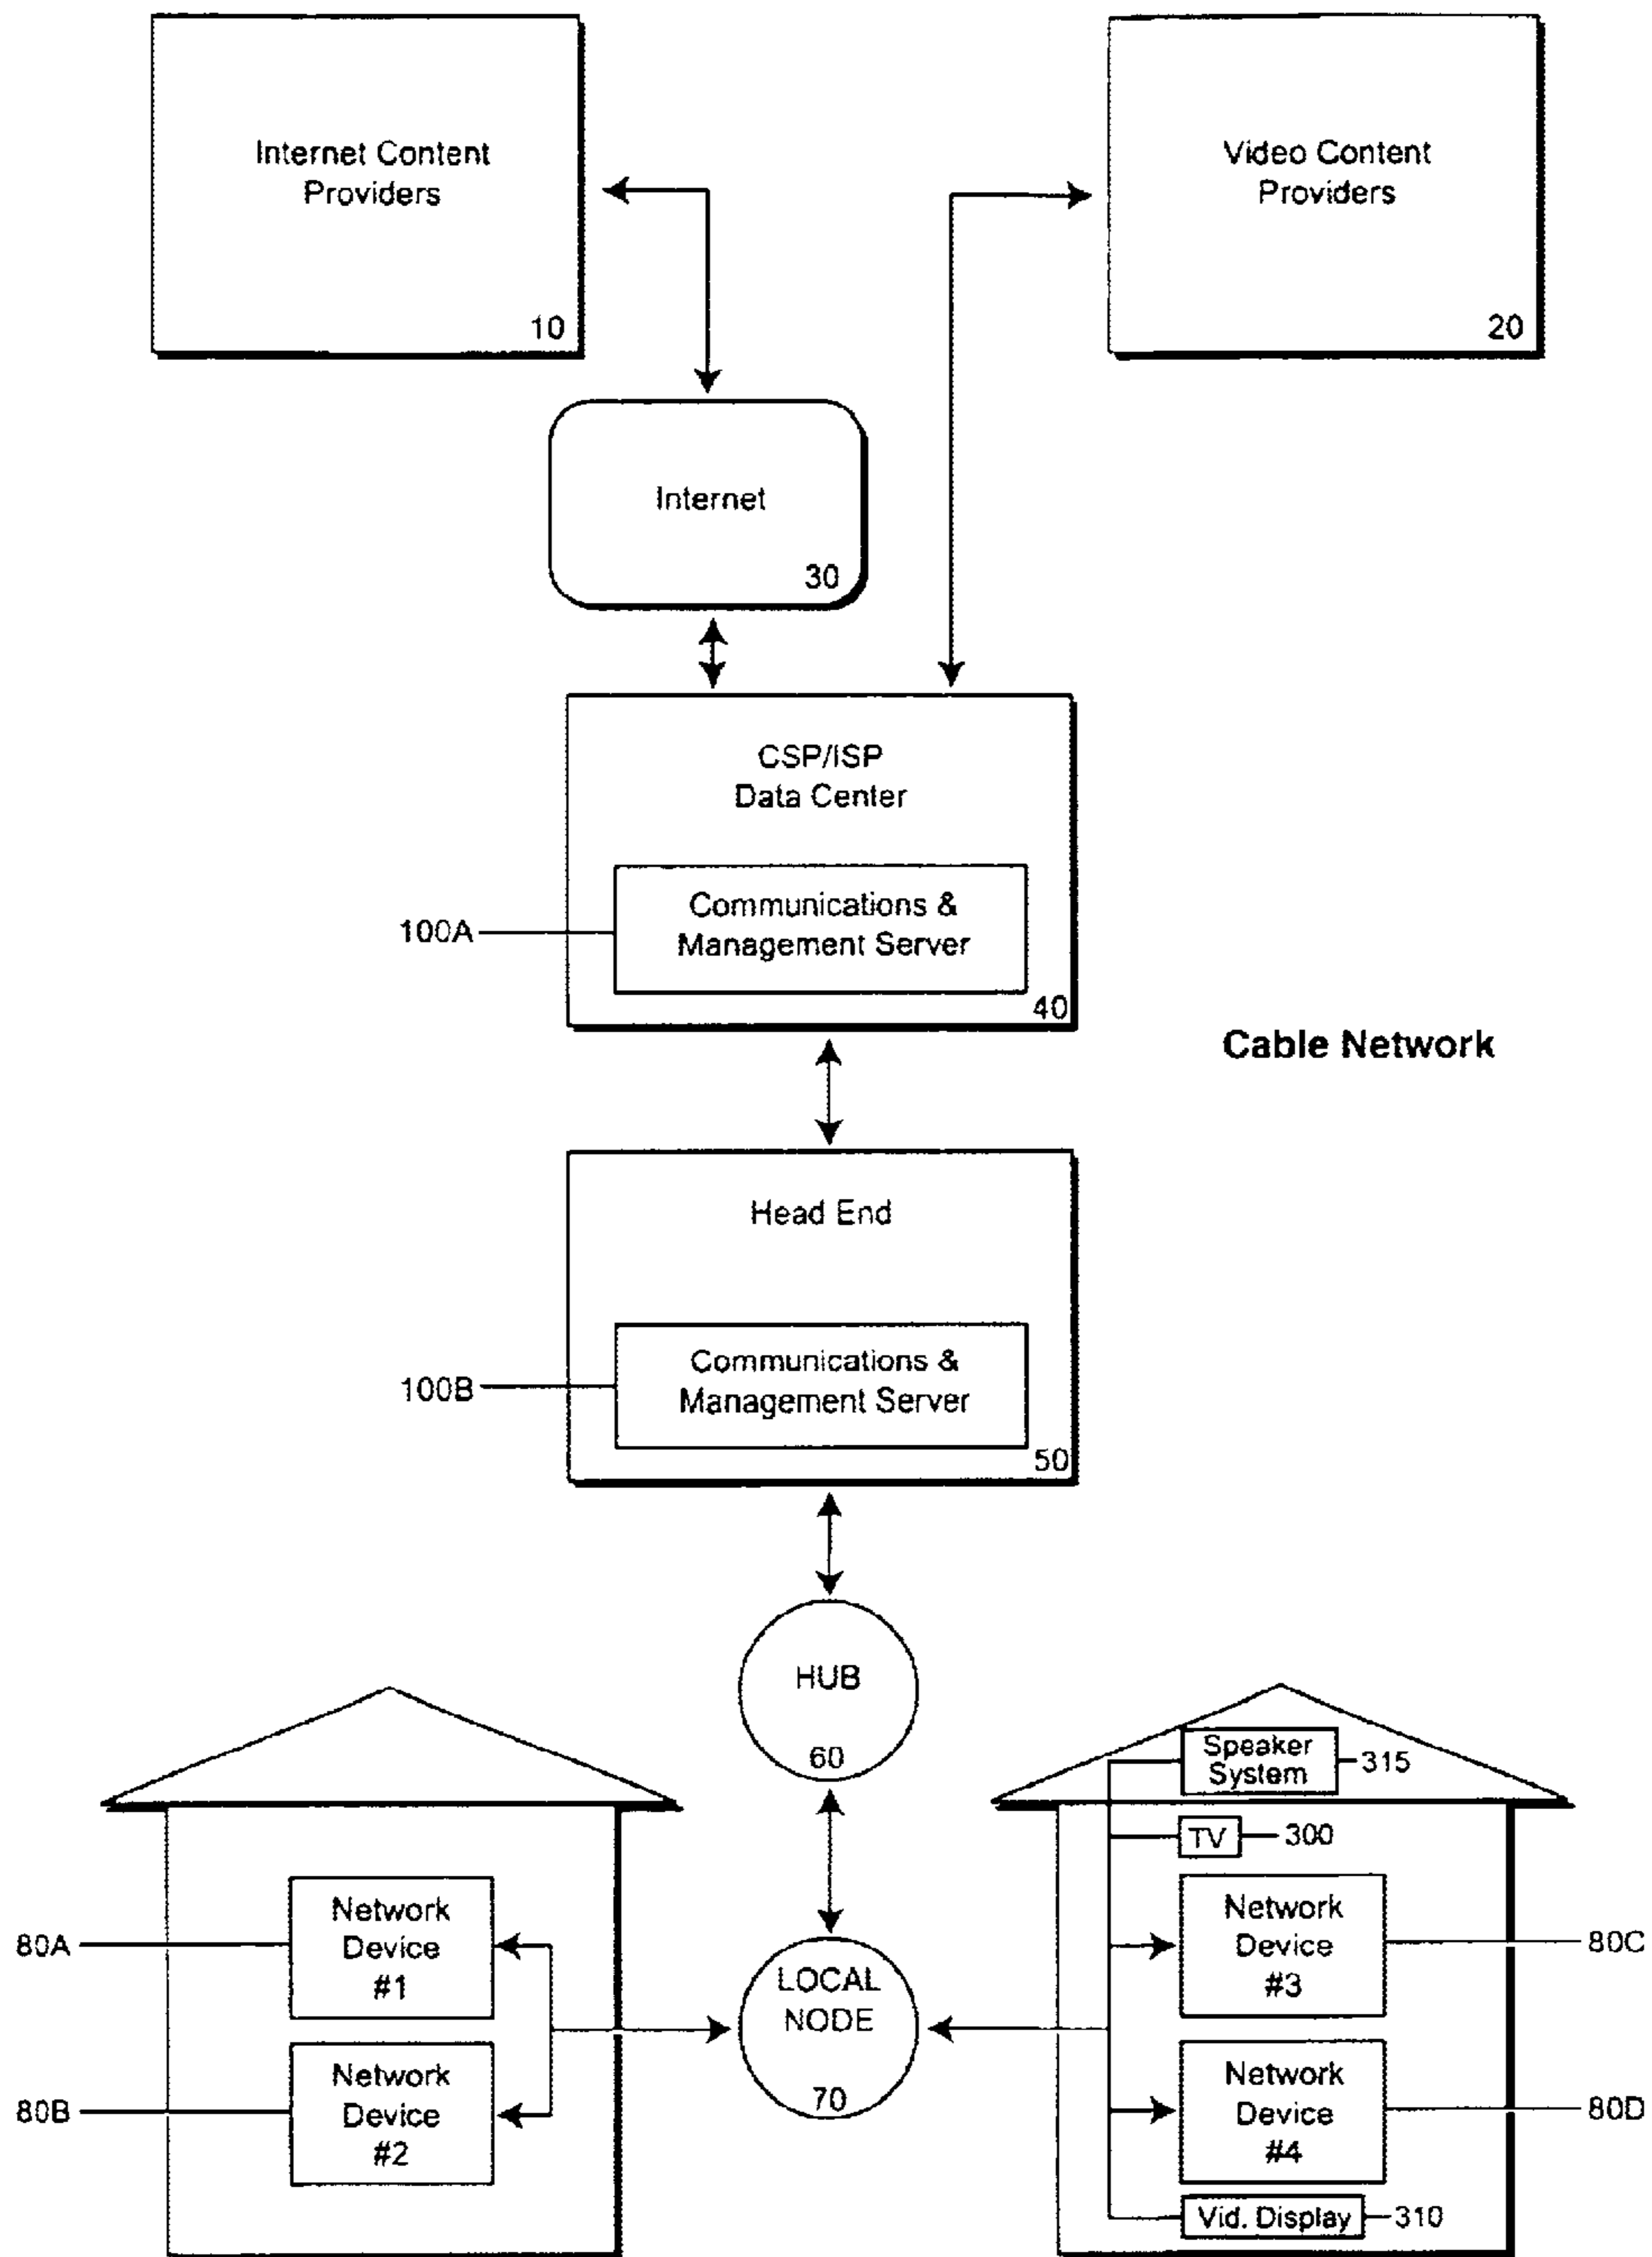 Internet Content
Providers
10
Video Content
Providers
20
Internet
30
CSP/ISP
Data Center
Communications &
Management Server
100A
40
Cable Network
Head End
Communications &
Management Server
100B
50
HUB
60
Speaker
System
315
TV
300
Network
Device
#1
80A
Network
Device
#2
80B
LOCAL
NODE
70
Network
Device
#3
80C
Network
Device
#4
80D
Vid. Display
310